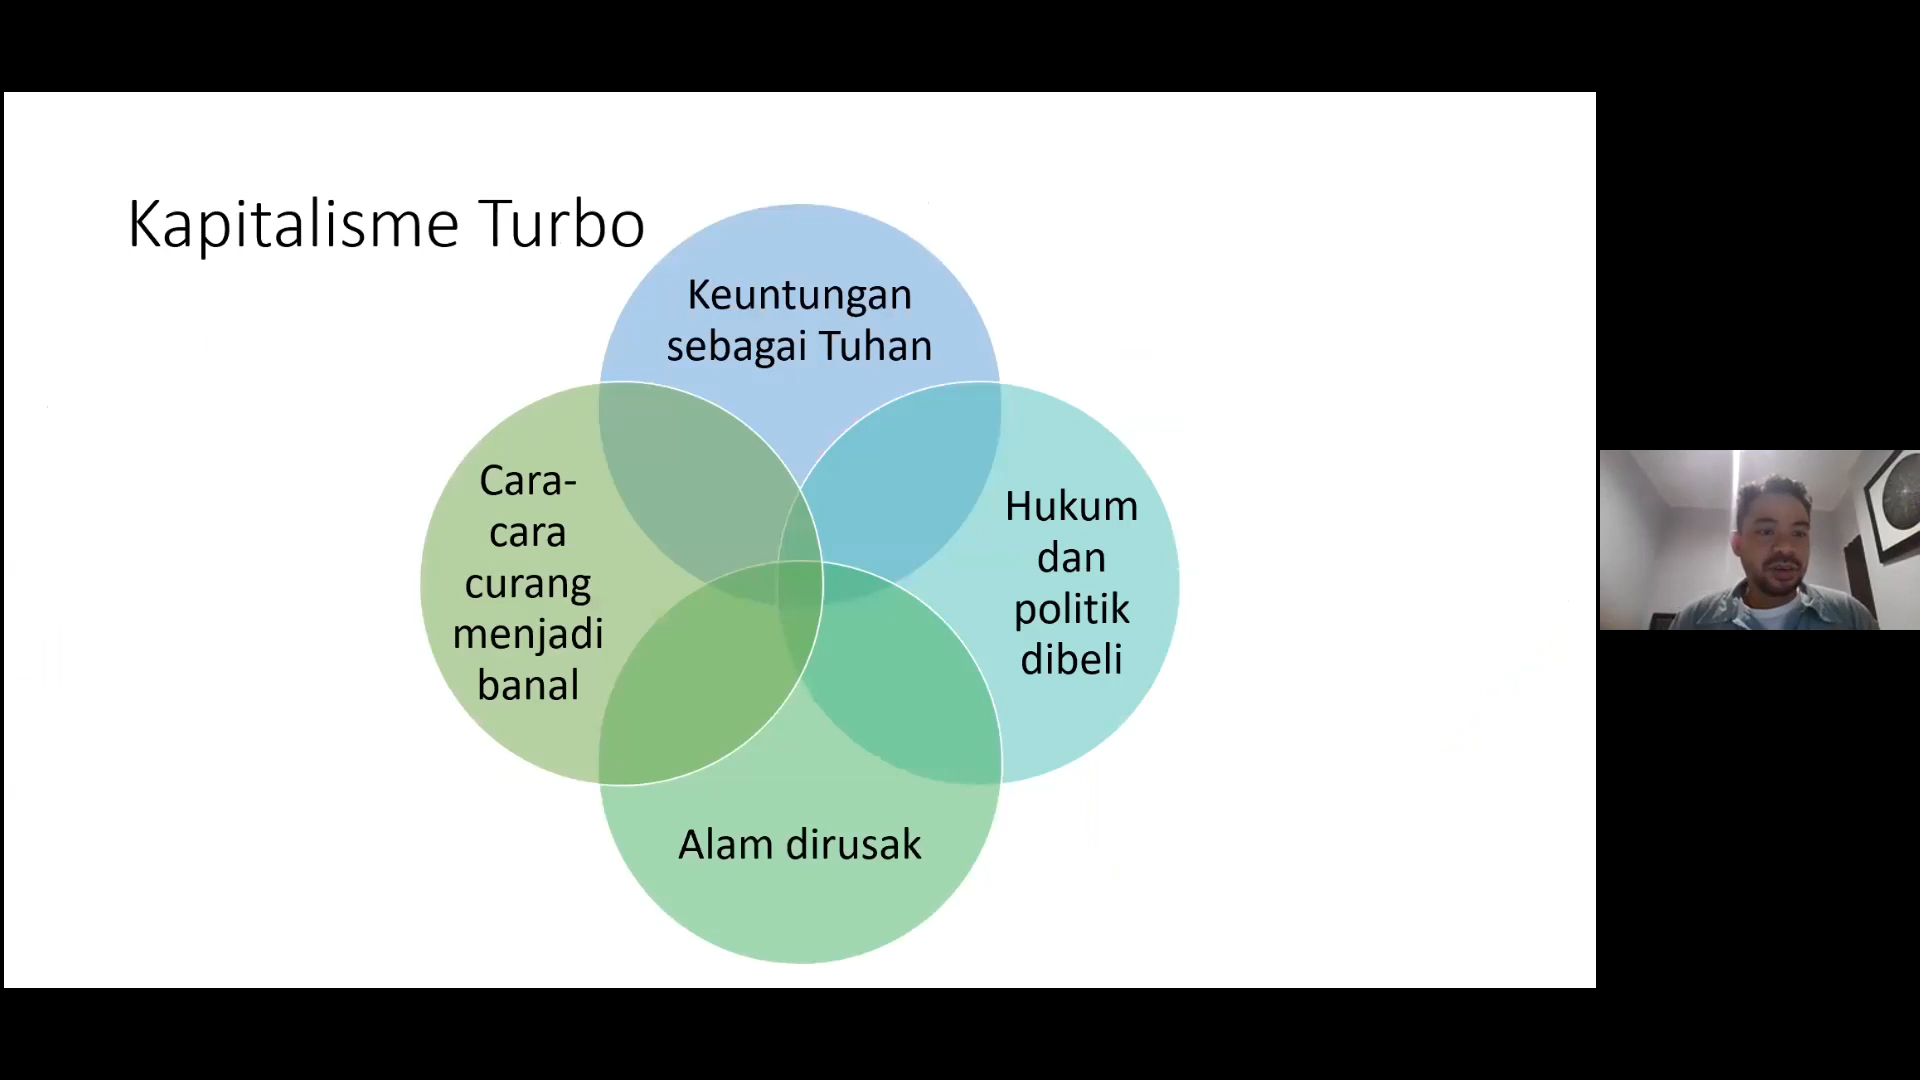 Kapitalisme Turbo
Keuntungan
sebagai Tuhan
Cara-
cara
curang
menjadi
banal
Hukum
dan
politik
dibeli
Alam dirusak